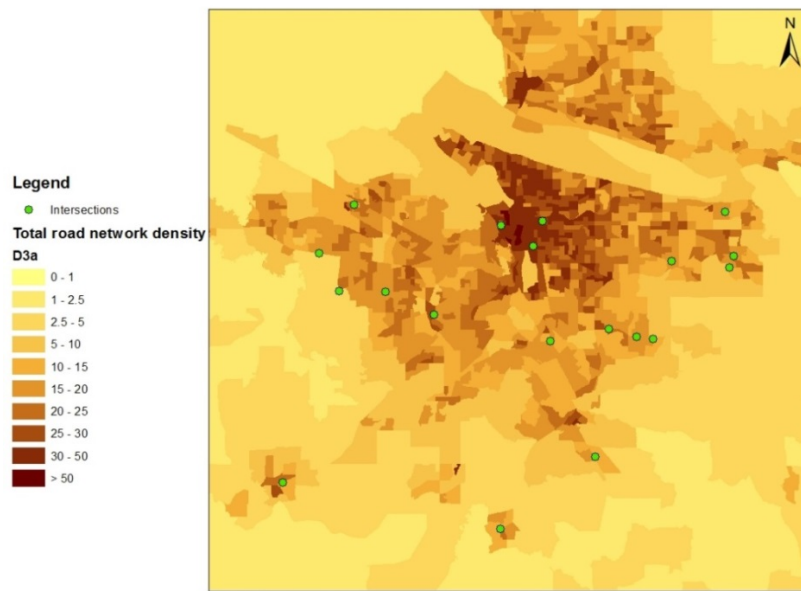 N
Legend
Intersections
Total road network density
D3a
0 - 1
1 - 2.5
2.5 - 5
5 - 10
10 - 15
15 - 20
20 - 25
25 - 30
30 - 50
> 50